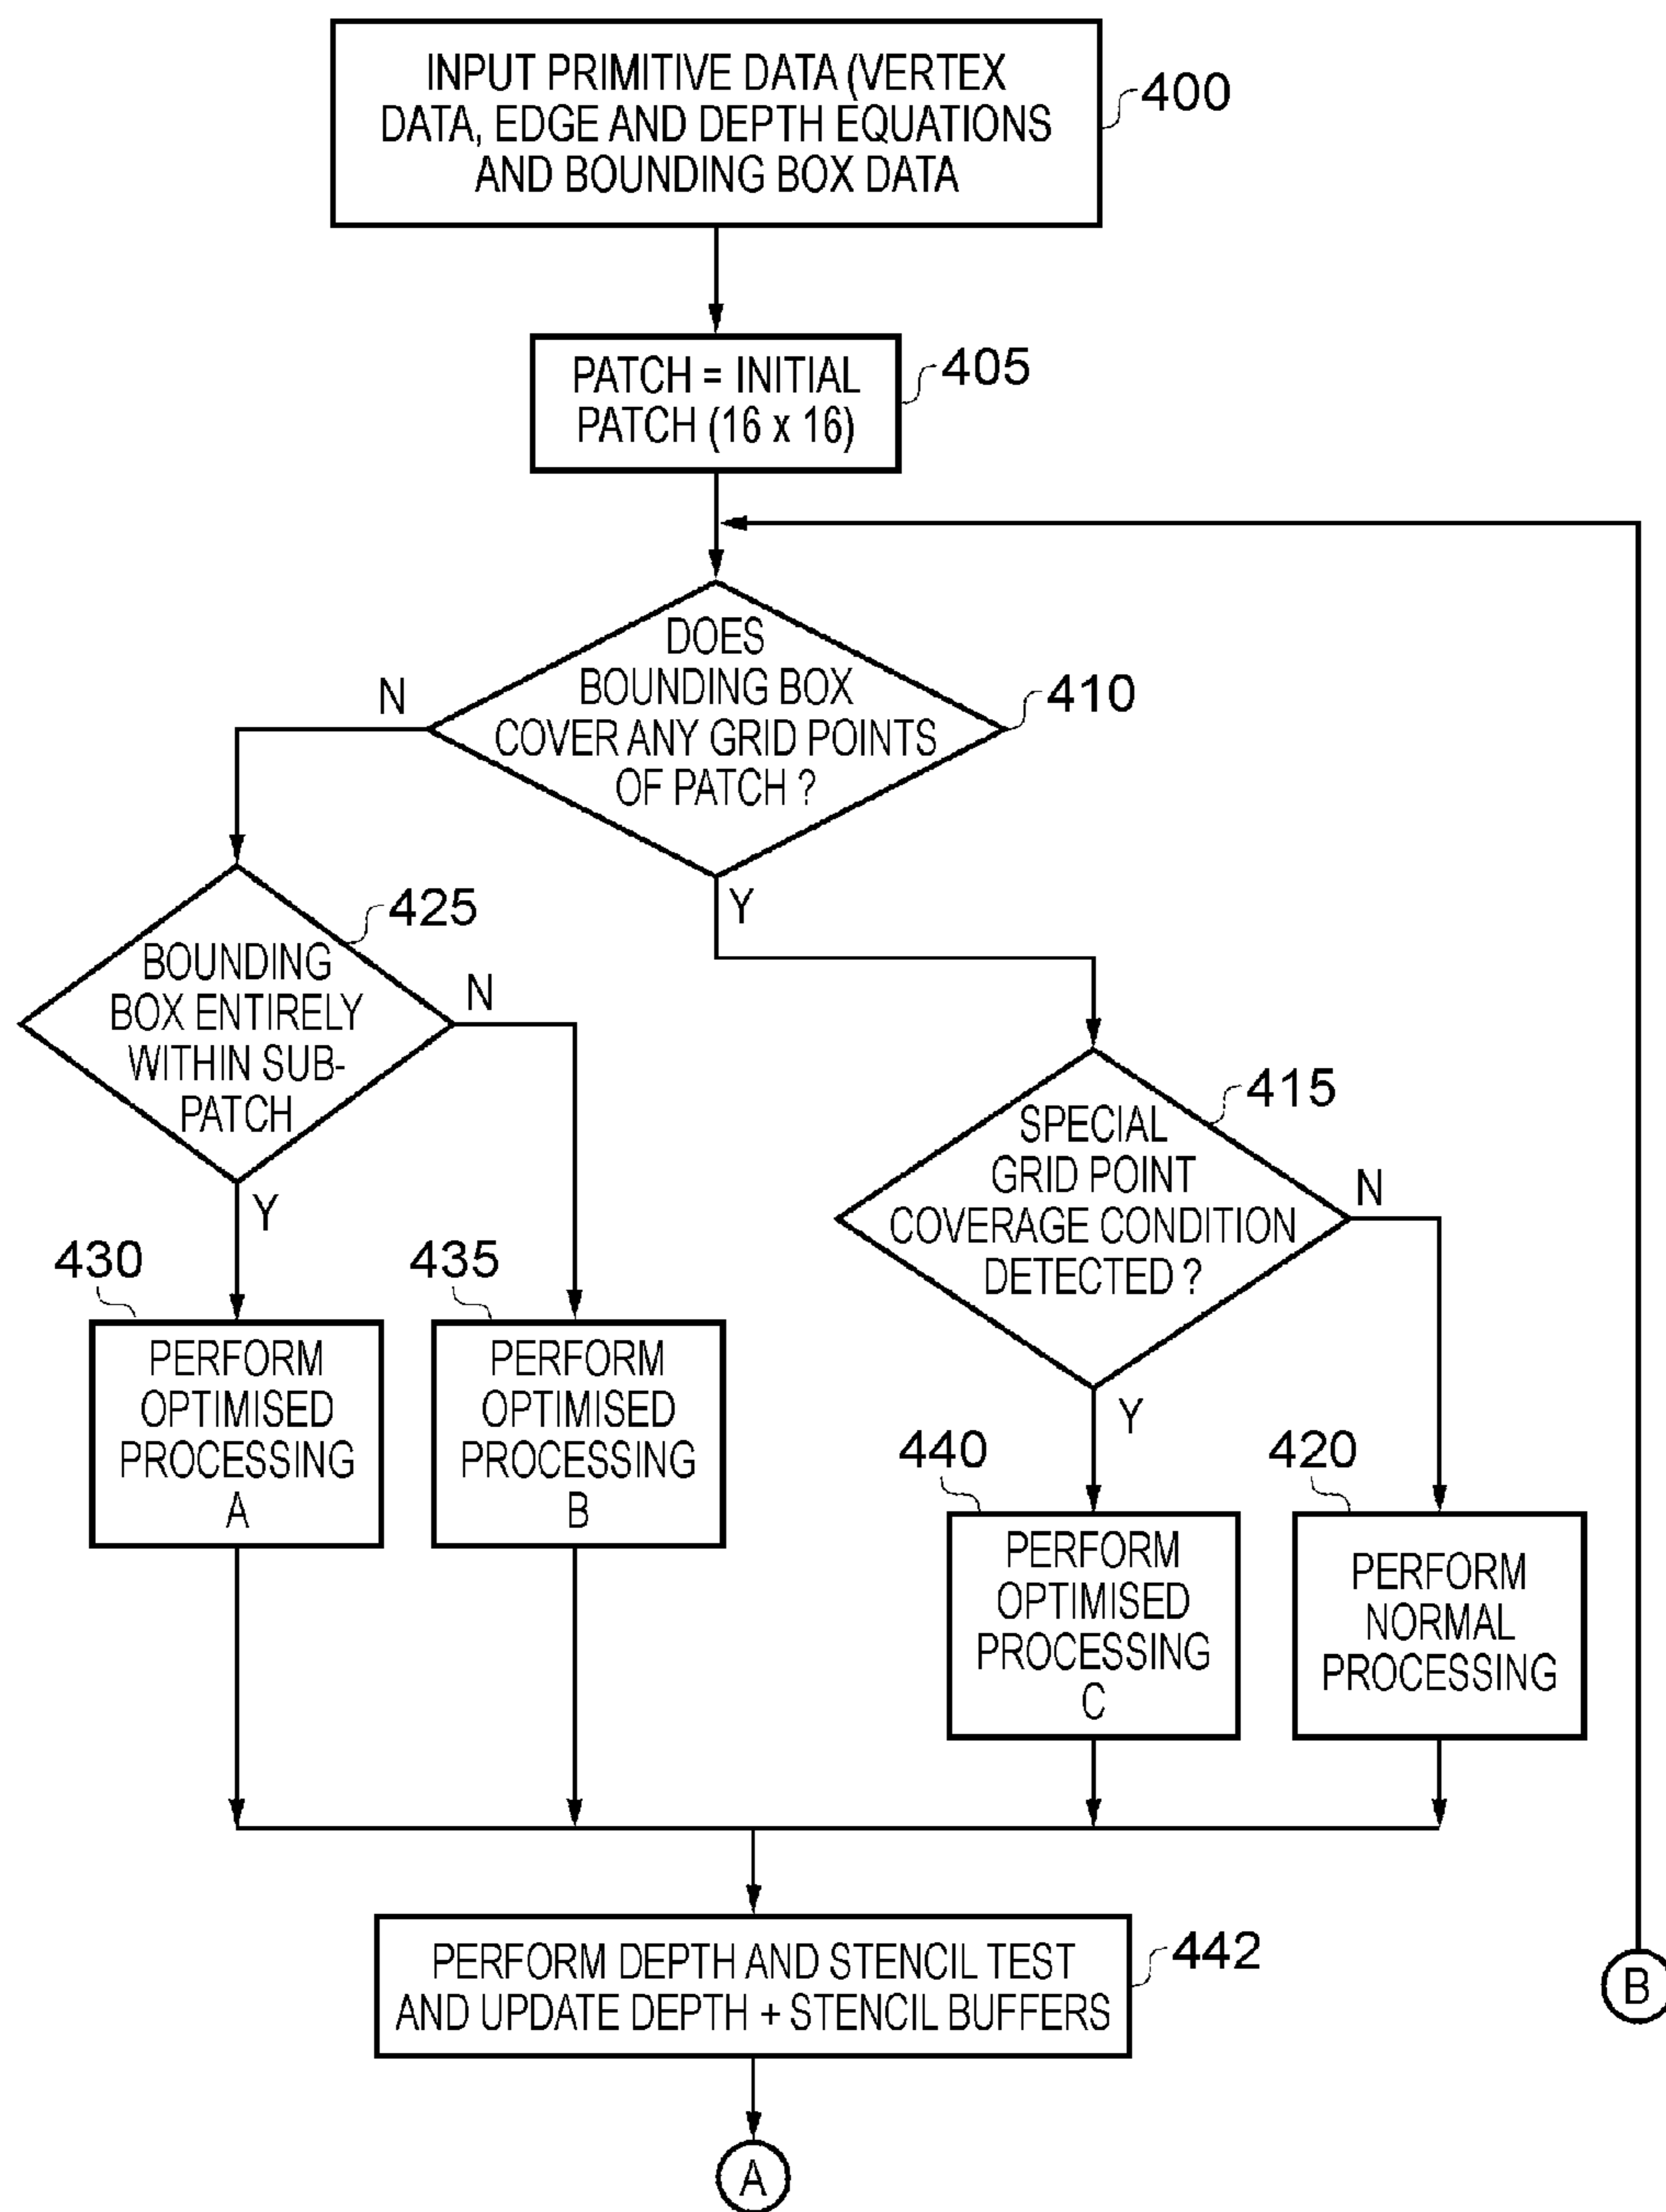 INPUT PRIMITIVE DATA (VERTEX
DATA, EDGE AND DEPTH EQUATIONS
AND BOUNDING BOX DATA
400
PATCH = INITIAL
PATCH (16 x 16)
405
DOES
BOUNDING BOX
COVER ANY GRID POINTS
OF PATCH ?
410
N
Y
425
BOUNDING
BOX ENTIRELY
WITHIN SUB-
PATCH
N
Y
415
SPECIAL
GRID POINT
COVERAGE CONDITION
DETECTED ?
N
Y
430
PERFORM
OPTIMISED
PROCESSING
A
435
PERFORM
OPTIMISED
PROCESSING
B
440
PERFORM
OPTIMISED
PROCESSING
C
420
PERFORM
NORMAL
PROCESSING
PERFORM DEPTH AND STENCIL TEST
AND UPDATE DEPTH + STENCIL BUFFERS
442
B
A